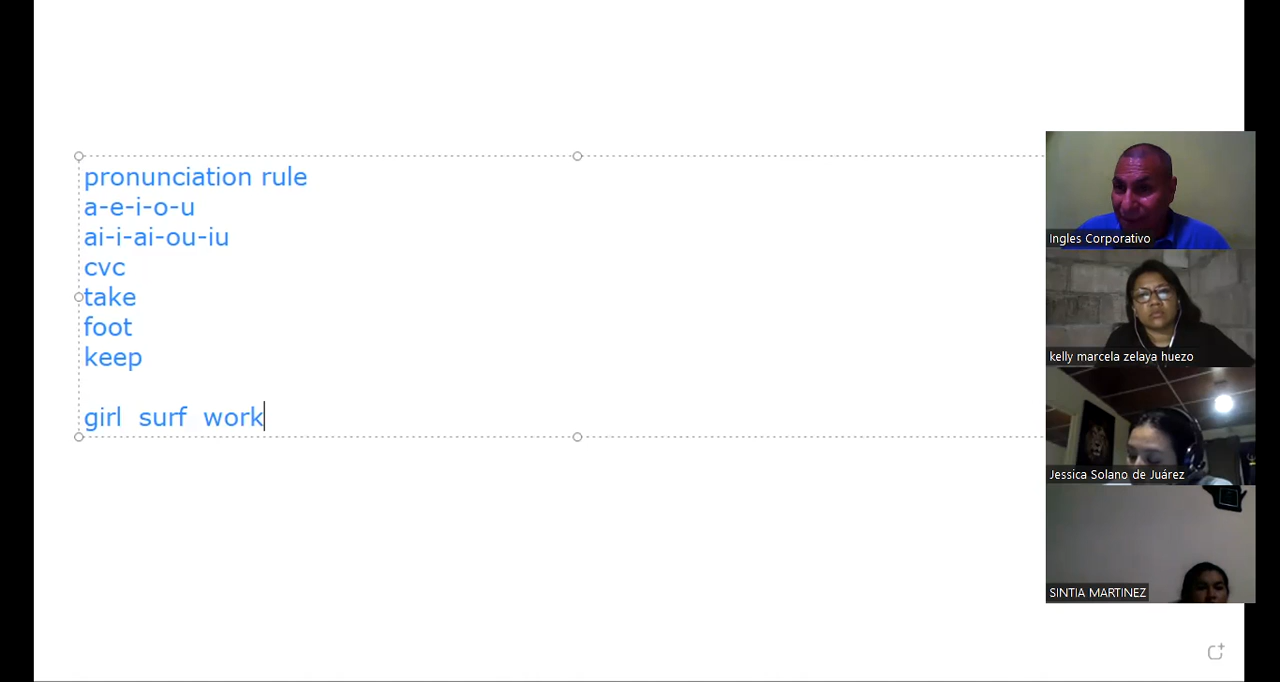 pronunciation rule
a-e-i-o-u
ai-i-ai-ou-iu
cvc
take
foot
keep
girl surf work
Ingles Corporativo
kelly marcela zelaya huezo
Jessica Solano de Juárez
SINTIA MARTINEZ